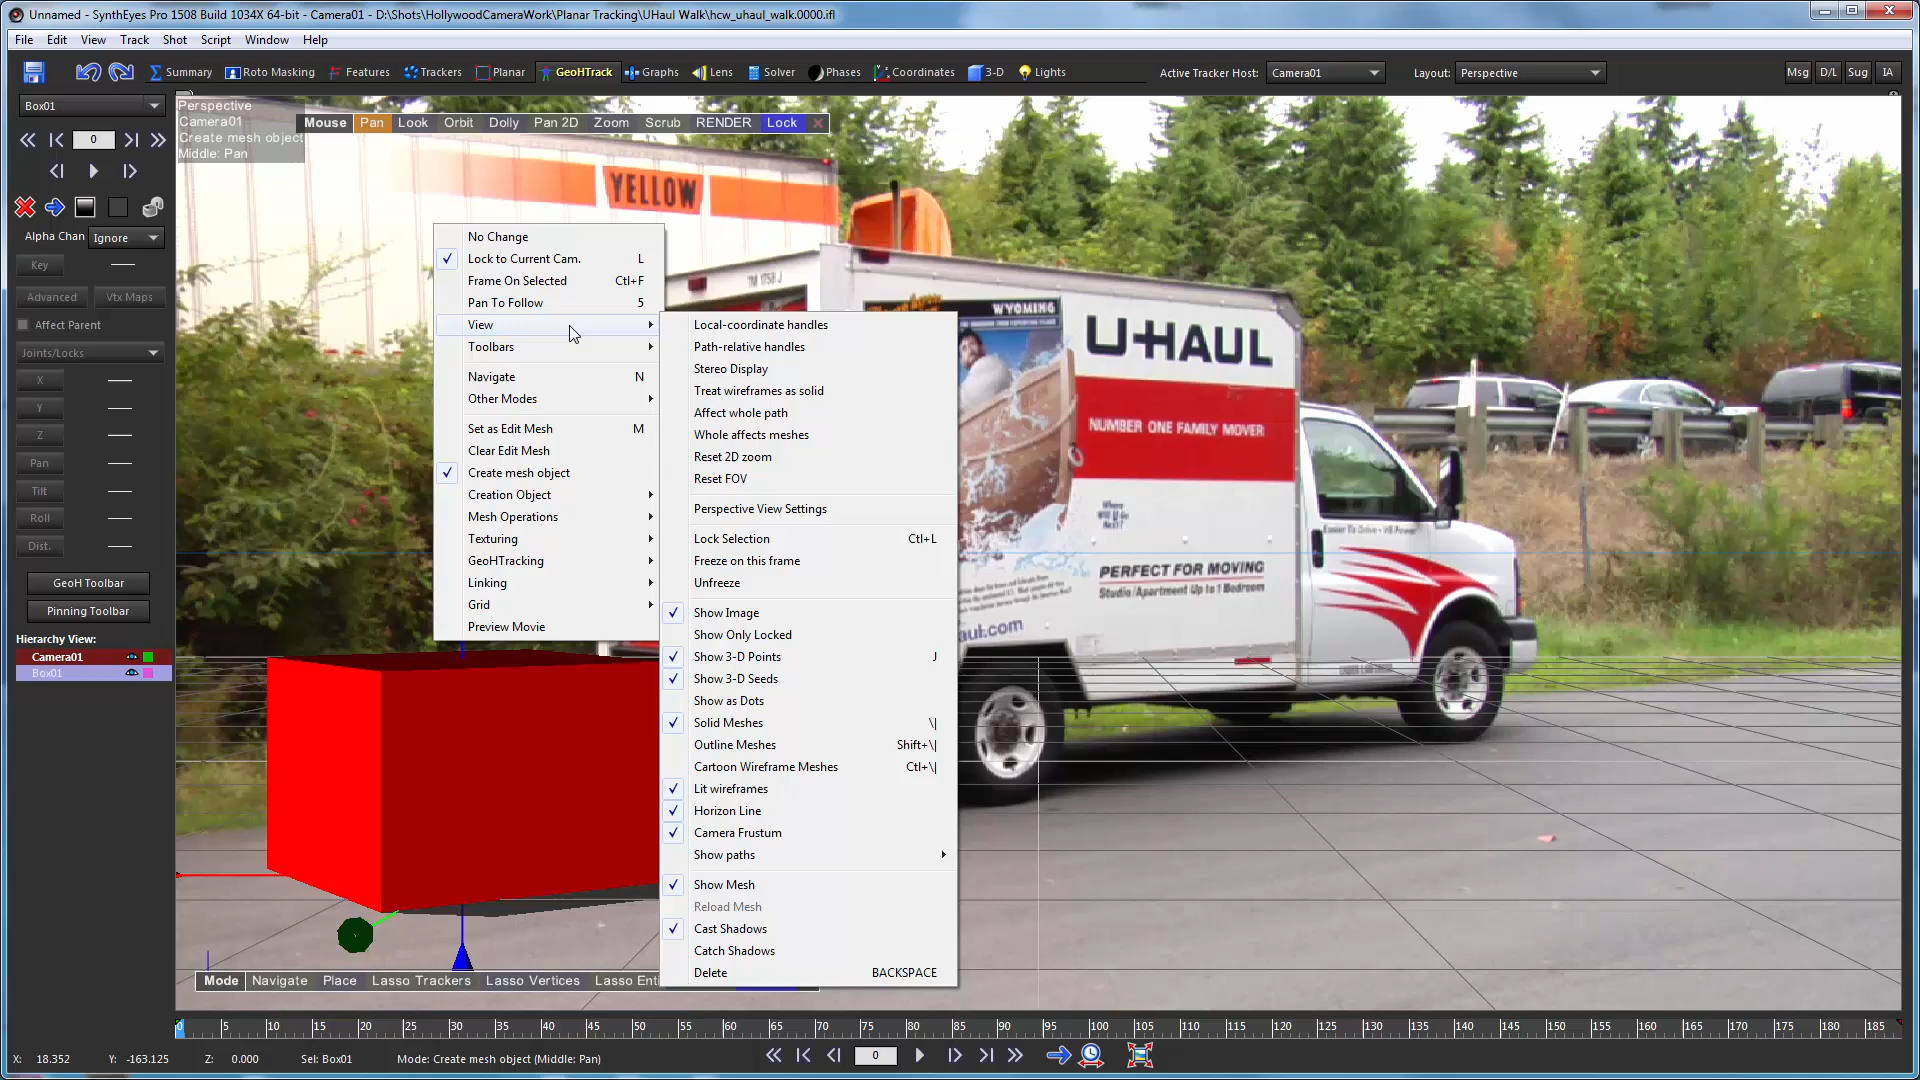 Unnamed - SynthEyes Pro 1508 Build 1034X 64-bit - Camera01 - D:\Shots\HollywoodCameraWork\Planar Tracking\UHaul Walk\hcw_uhaul_walk.0000.ifl
File Edit View Track Shot Script Window Help
Summary Roto Masking Features Trackers Planar GeoHTrack Graphs Lens Solver Phases Coordinates 3-D Lights Active Tracker Host: Camera01 Layout: Perspective Msg D/L Sug IA
Box01
0
Alpha Chan Ignore
Key
Advanced Vtx Maps
Affect Parent
Joints/Locks
X
Y
Z
Pan
Tilt
Roll
Dist.
GeoH Toolbar
Pinning Toolbar
Hierarchy View:
Camera01
Box01
Perspective
Camera01
Create mesh object
Middle: Pan
Mouse Pan Look Orbit Dolly Pan 2D Zoom Scrub RENDER Lock
YELLOW
WYOMING
U-HAUL
NUMBER ONE FAMILY MOVER
PERFECT FOR MOVING
Studio/Apartment Up to 1 Bedroom
No Change
Lock to Current Cam. L
Frame On Selected Ctl+F
Pan To Follow 5
View
Toolbars
Navigate N
Other Modes
Set as Edit Mesh M
Clear Edit Mesh
Create mesh object
Creation Object
Mesh Operations
Texturing
GeoHTracking
Linking
Grid
Preview Movie
Local-coordinate handles
Path-relative handles
Stereo Display
Treat wireframes as solid
Affect whole path
Whole affects meshes
Reset 2D zoom
Reset FOV
Perspective View Settings
Lock Selection Ctl+L
Freeze on this frame
Unfreeze
Show Image
Show Only Locked
Show 3-D Points J
Show 3-D Seeds
Show as Dots
Solid Meshes \|
Outline Meshes Shift+\|
Cartoon Wireframe Meshes Ctl+\|
Lit wireframes
Horizon Line
Camera Frustum
Show paths
Show Mesh
Reload Mesh
Cast Shadows
Catch Shadows
Delete BACKSPACE
Mode Navigate Place Lasso Trackers Lasso Vertices Lasso Enti
0 5 10 15 20 25 30 35 40 45 50 55 60 65 70 75 80 85 90 95 100 105 110 115 120 125 130 135 140 145 150 155 160 165 170 175 180 185
X: 18.352 Y: -163.125 Z: 0.000 Sel: Box01 Mode: Create mesh object (Middle: Pan) 0